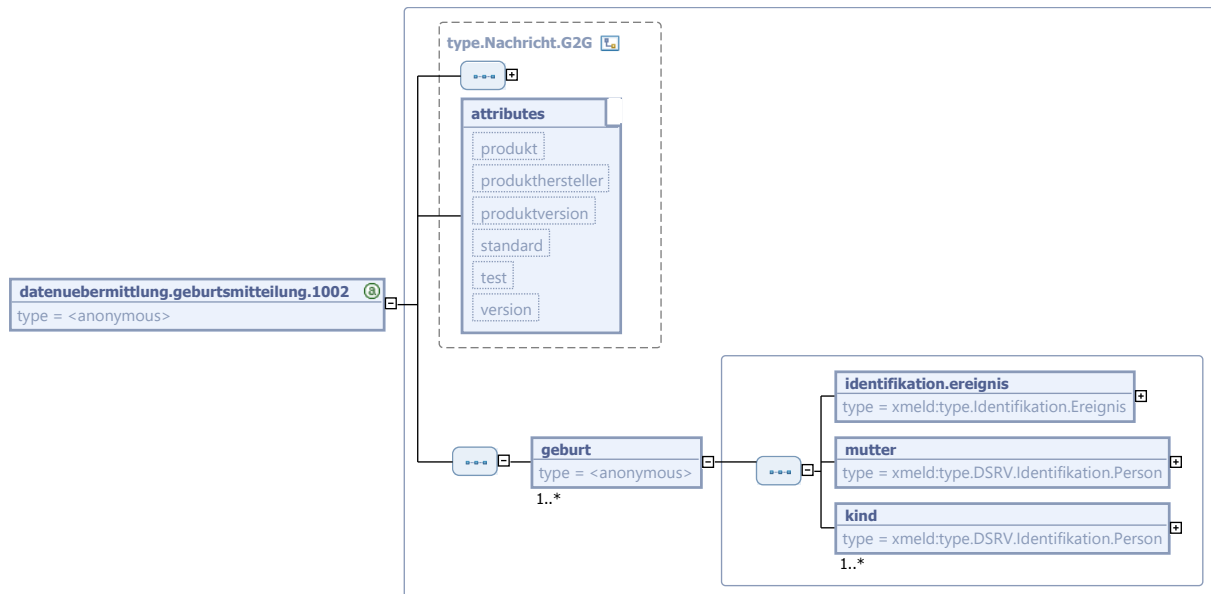 type.Nachricht.G2G
attributes
produkt
produkthersteller
produktversion
standard
test
version
datenuebermittlung.geburtsmitteilung.1002 a
type = <anonymous>
geburt
type = <anonymous>
1..*
identifikation.ereignis
type = xmeld:type.Identifikation.Ereignis
mutter
type = xmeld:type.DSRV.Identifikation.Person
kind
type = xmeld:type.DSRV.Identifikation.Person
1..*